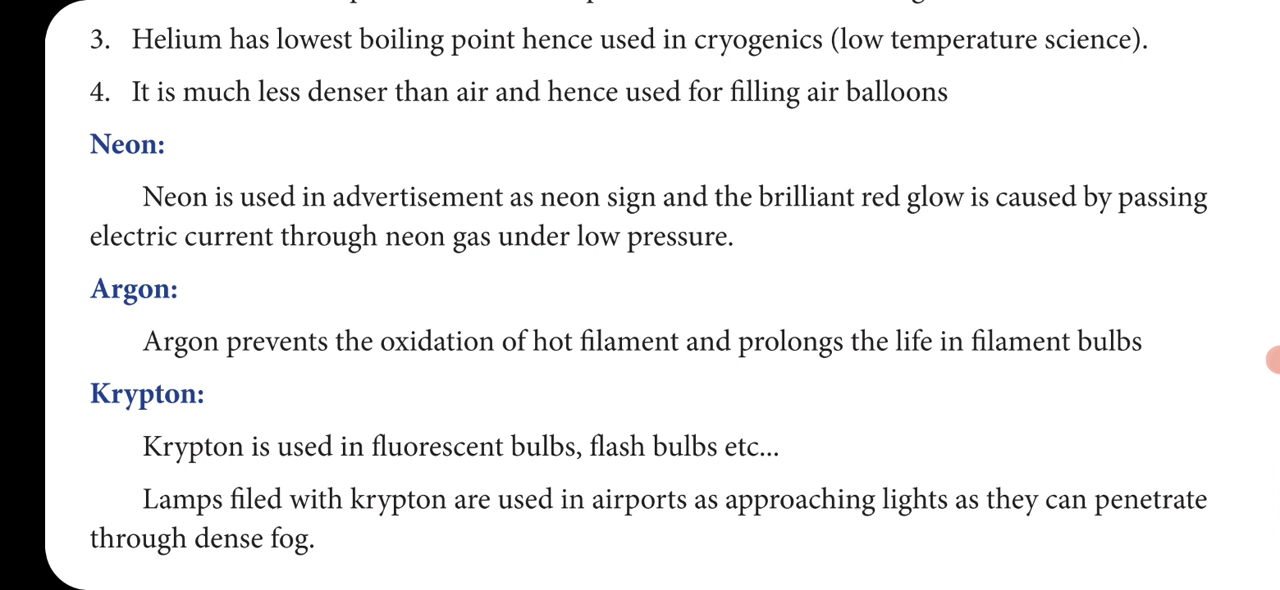 3. Helium has lowest boiling point hence used in cryogenics (low temperature science).
4. It is much less denser than air and hence used for filling air balloons
Neon:
Neon is used in advertisement as neon sign and the brilliant red glow is caused by passing
electric current through neon gas under low pressure.
Argon:
Argon prevents the oxidation of hot filament and prolongs the life in filament bulbs
Krypton:
Krypton is used in fluorescent bulbs, flash bulbs etc...
Lamps filed with krypton are used in airports as approaching lights as they can penetrate
through dense fog.